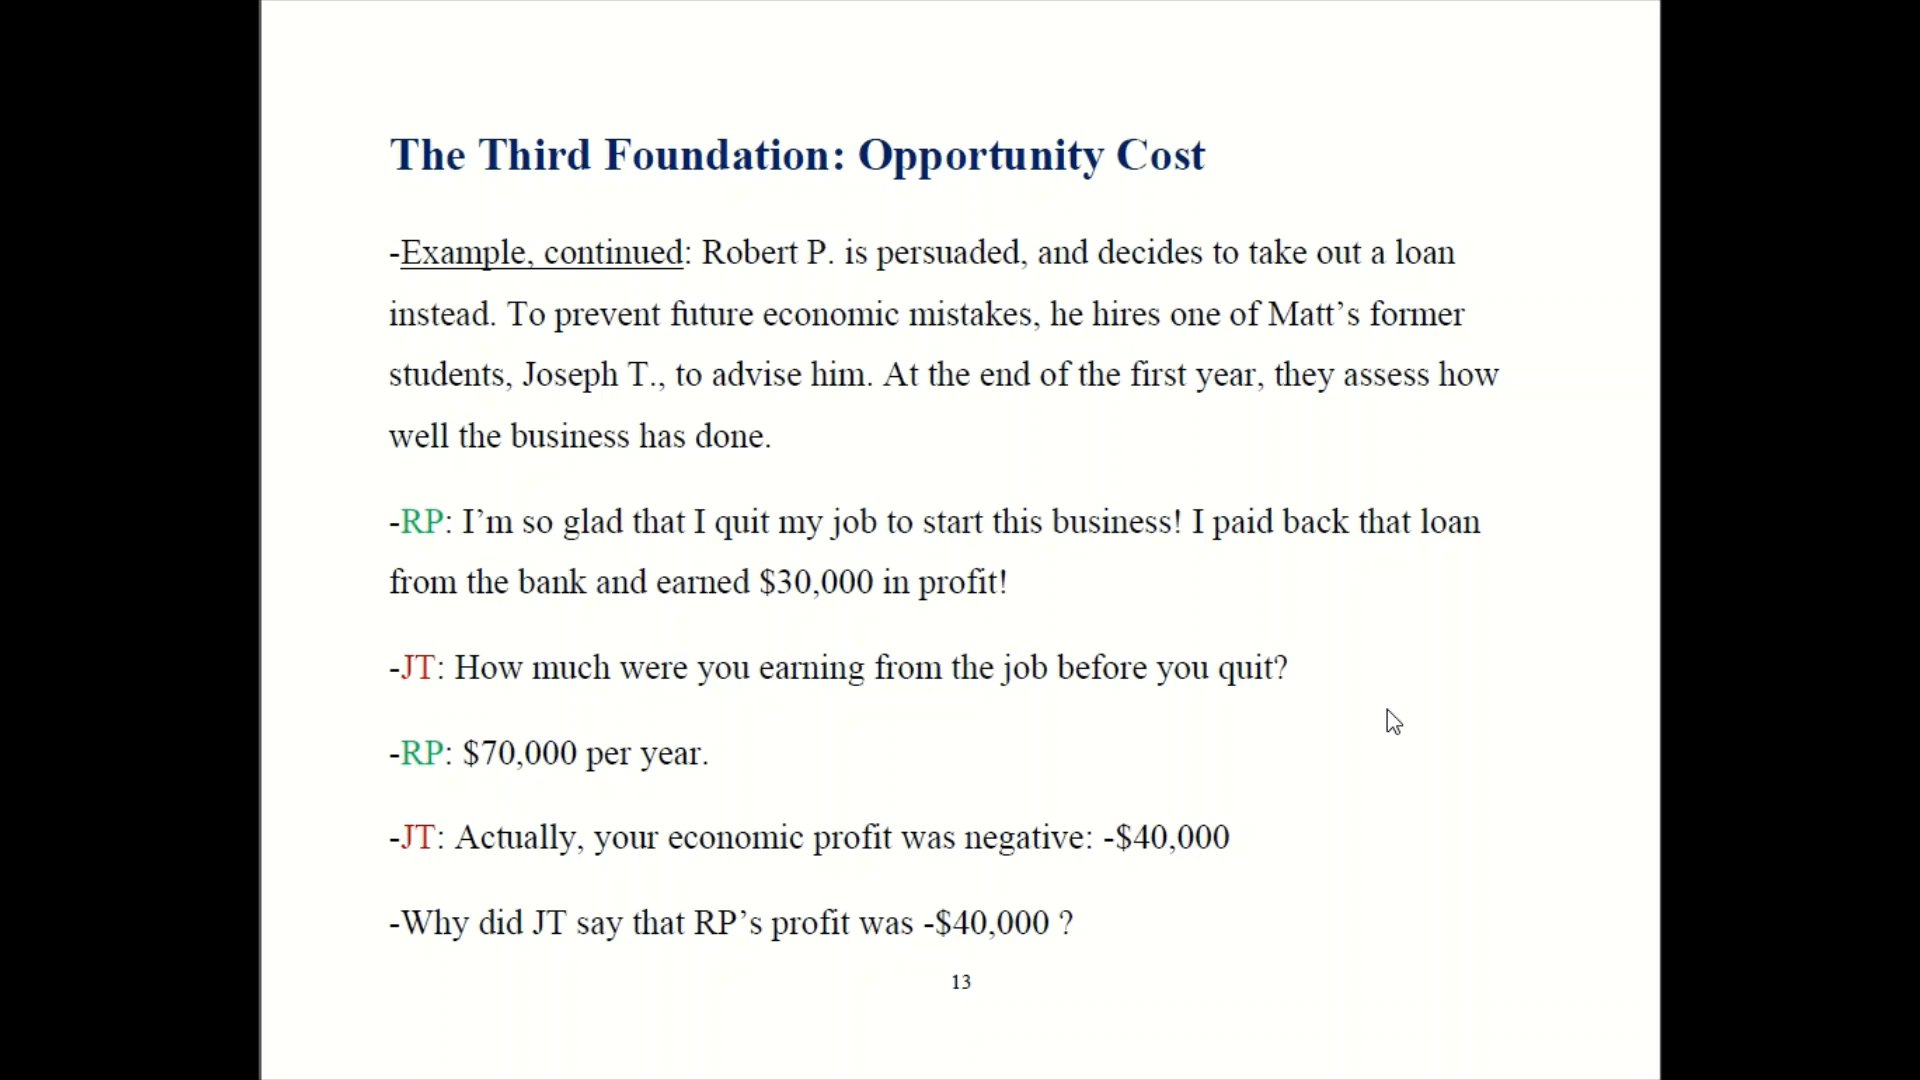 The Third Foundation: Opportunity Cost
-Example, continued: Robert P. is persuaded, and decides to take out a loan
instead. To prevent future economic mistakes, he hires one of Matt’s former
students, Joseph T., to advise him. At the end of the first year, they assess how
well the business has done.
-RP: I’m so glad that I quit my job to start this business! I paid back that loan
from the bank and earned $30,000 in profit!
-JT: How much were you earning from the job before you quit?
-RP: $70,000 per year.
-JT: Actually, your economic profit was negative: -$40,000
-Why did JT say that RP’s profit was -$40,000 ?
13